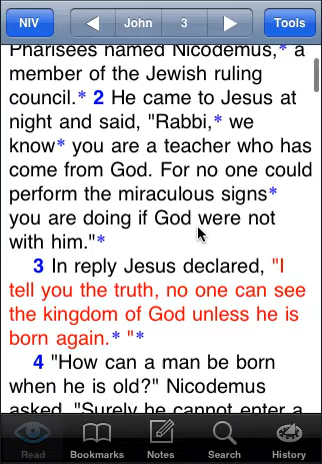 NIV John 3 Tools
Pharisees named Nicodemus,* a
member of the Jewish ruling
council.* 2 He came to Jesus at
night and said, "Rabbi,* we
know* you are a teacher who has
come from God. For no one could
perform the miraculous signs*
you are doing if God were not
with him."*
3 In reply Jesus declared, "I
tell you the truth, no one can see
the kingdom of God unless he is
born again.* "*
4 "How can a man be born
when he is old?" Nicodemus
asked. "Surely he cannot enter a
Read Bookmarks Notes Search History